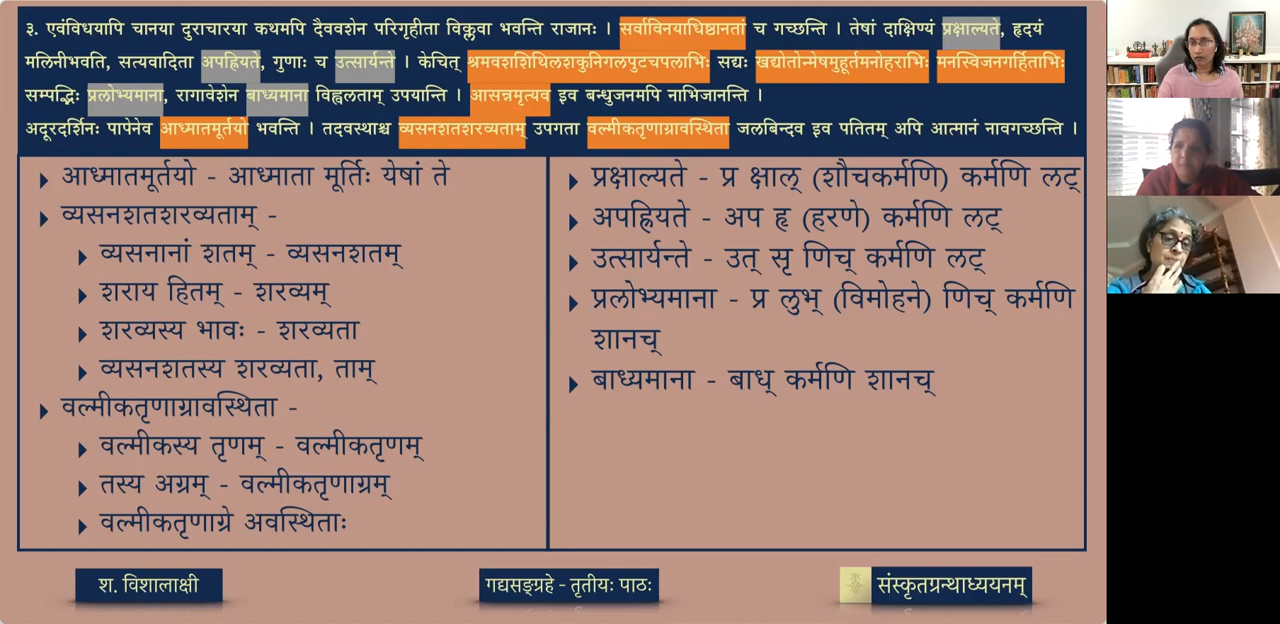 ३. एवंविधयापि चानया दुराचारया कथमपि दैववशेन परिगृहीता विक्लवा भवन्ति राजानः । सर्वाविनयाधिष्ठानतां च गच्छन्ति । तेषां दाक्षिण्यं प्रक्षाल्यते, हृदयं
मलिनीभवति, सत्यवादिता अपह्रियते, गुणाः च उत्सार्यन्ते । केचित् श्रमवशशिथिलशकुनिगलपुटचपलाभिः सद्यः खद्योतोन्मेषमुहूर्तमनोहराभिः मनस्विजनगर्हिताभिः
सम्पद्भिः प्रलोभ्यमाना, रागावेशेन बाध्यमाना विह्वलताम् उपयान्ति । आसन्नमृत्यव इव बन्धुजनमपि नाभिजानन्ति ।
अदूरदर्शिनः पापेनेव आध्मातमूर्तयो भवन्ति । तदवस्थाश्च व्यसनशतशरव्यताम् उपगता वल्मीकतृणाग्रावस्थिता जलबिन्दव इव पतितम् अपि आत्मानं नावगच्छन्ति ।
आध्मातमूर्तयो - आध्माता मूर्तिः येषां ते
व्यसनशतशरव्यताम् -
व्यसनानां शतम् - व्यसनशतम्
शराय हितम् - शरव्यम्
शरव्यस्य भावः - शरव्यता
व्यसनशतस्य शरव्यता, ताम्
वल्मीकतृणाग्रावस्थिता -
वल्मीकस्य तृणम् - वल्मीकतृणम्
तस्य अग्रम् - वल्मीकतृणाग्रम्
वल्मीकतृणाग्रे अवस्थिताः
प्रक्षाल्यते - प्र क्षाल् (शौचकर्मणि) कर्मणि लट्
अपह्रियते - अप हृ (हरणे) कर्मणि लट्
उत्सार्यन्ते - उत् सृ णिच् कर्मणि लट्
प्रलोभ्यमाना - प्र लुभ् (विमोहने) णिच् कर्मणि
शानच्
बाध्यमाना - बाध् कर्मणि शानच्
श. विशालाक्षी
गद्यसङ्ग्रहे - तृतीयः पाठः
संस्कृतग्रन्थाध्ययनम्